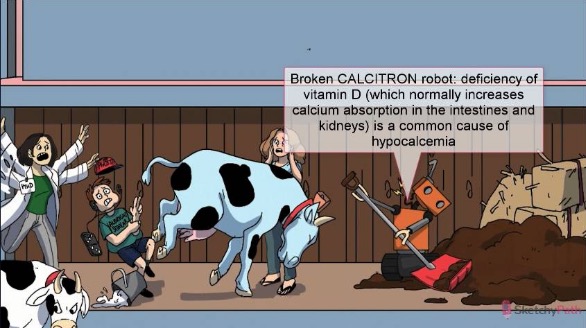 Broken CALCITRON robot: deficiency of
vitamin D (which normally increases
calcium absorption in the intestines and
kidneys) is a common cause of
hypocalcemia
PhD
SketchyPath